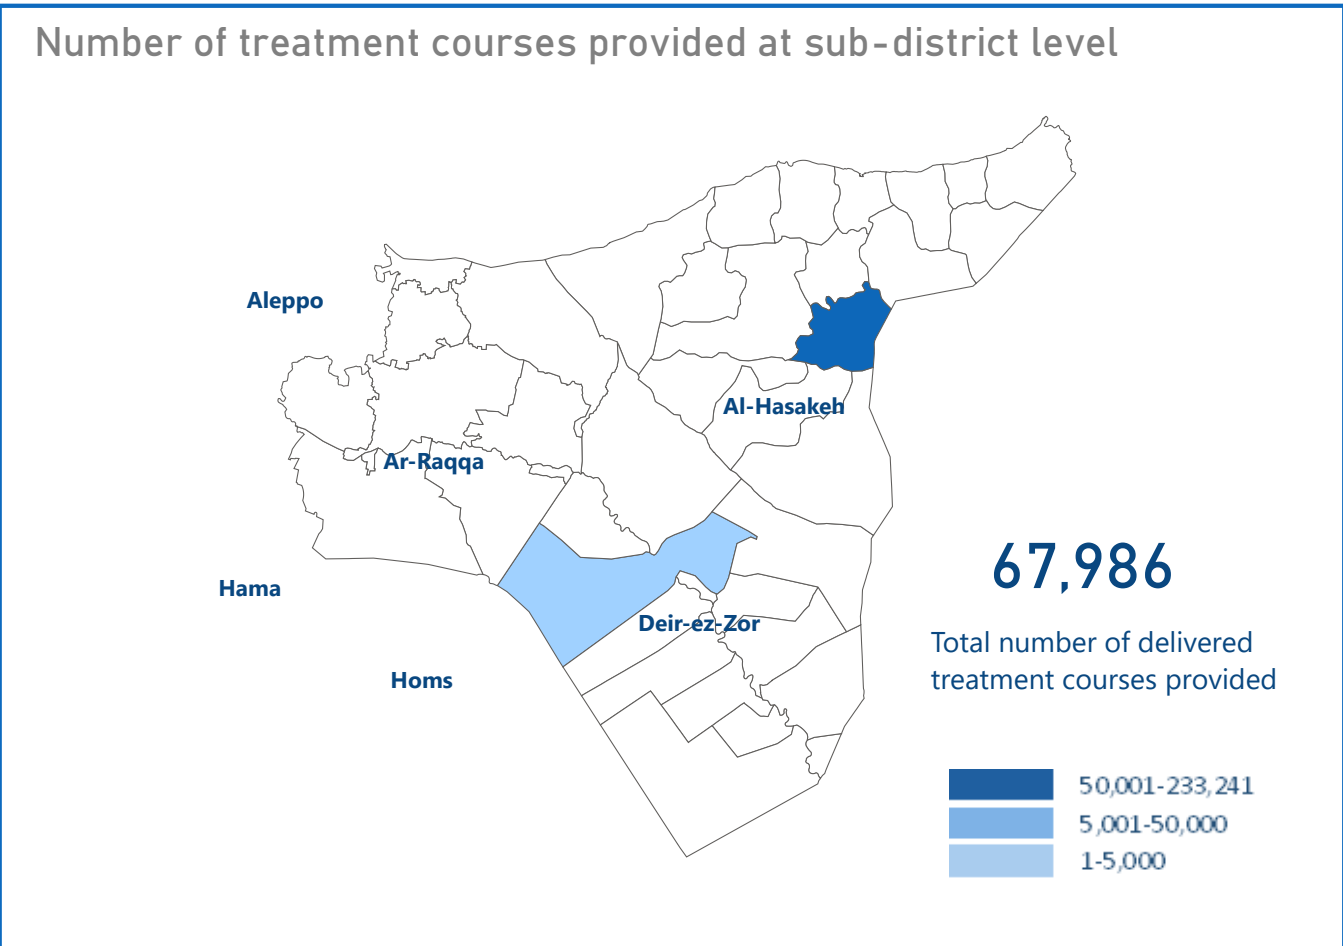 Number of treatment courses provided at sub-district level
Aleppo
Al-Hasakeh
Ar-Raqqa
Hama
Deir-ez-Zor
Homs
67,986
Total number of delivered
treatment courses provided
50,001-233,241
5,001-50,000
1-5,000